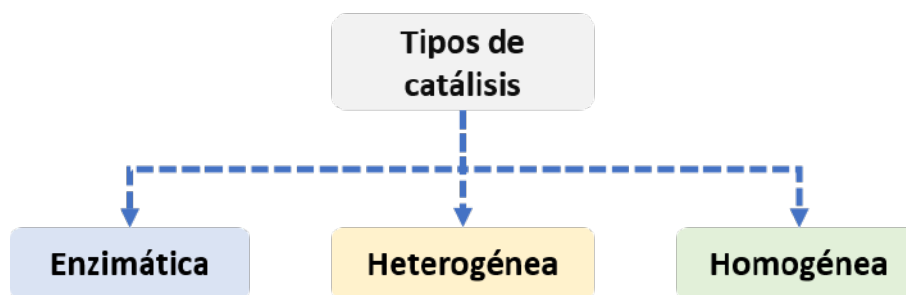 Tipos de
catálisis
Enzimática
Heterogénea
Homogénea